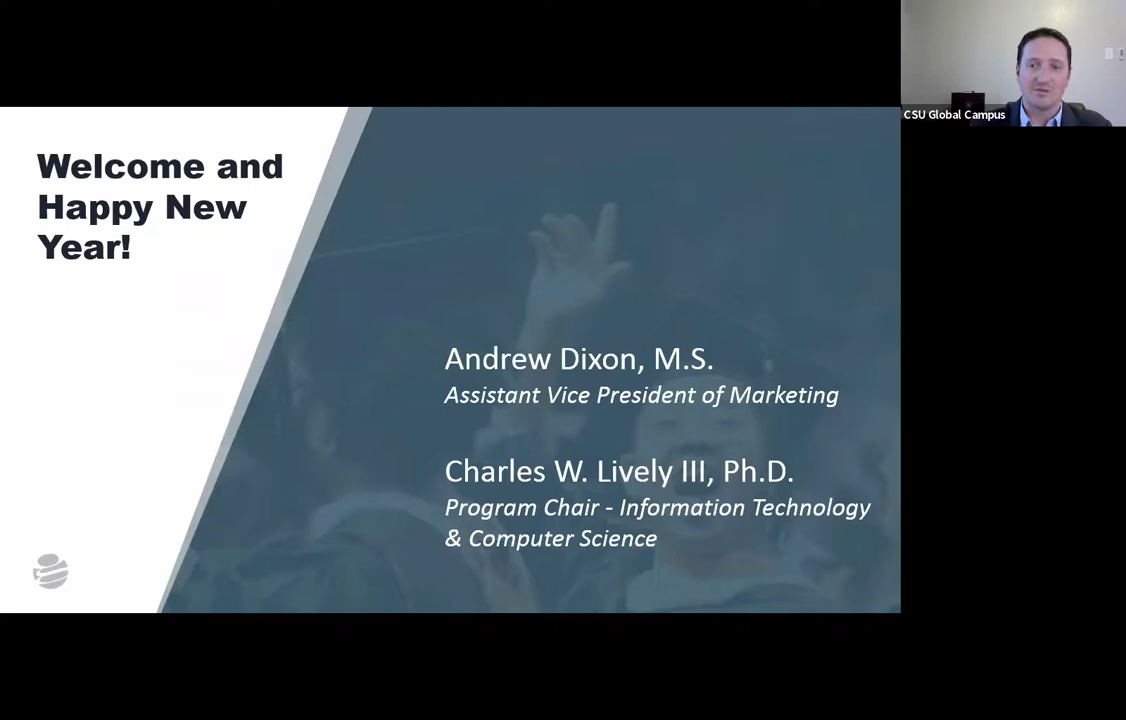 CSU Global Campus
Welcome and
Happy New
Year!
Andrew Dixon, M.S.
Assistant Vice President of Marketing
Charles W. Lively III, Ph.D.
Program Chair - Information Technology
& Computer Science